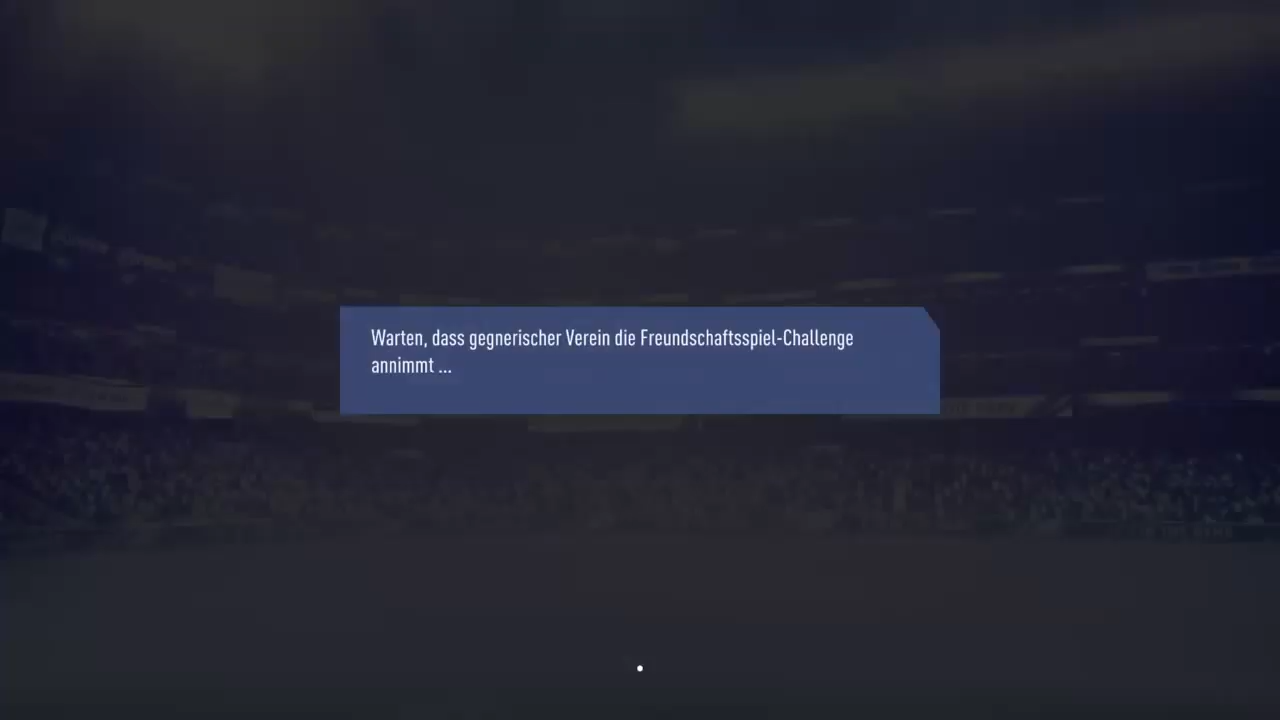 Warten, dass gegnerischer Verein die Freundschaftsspiel-Challenge
annimmt ...